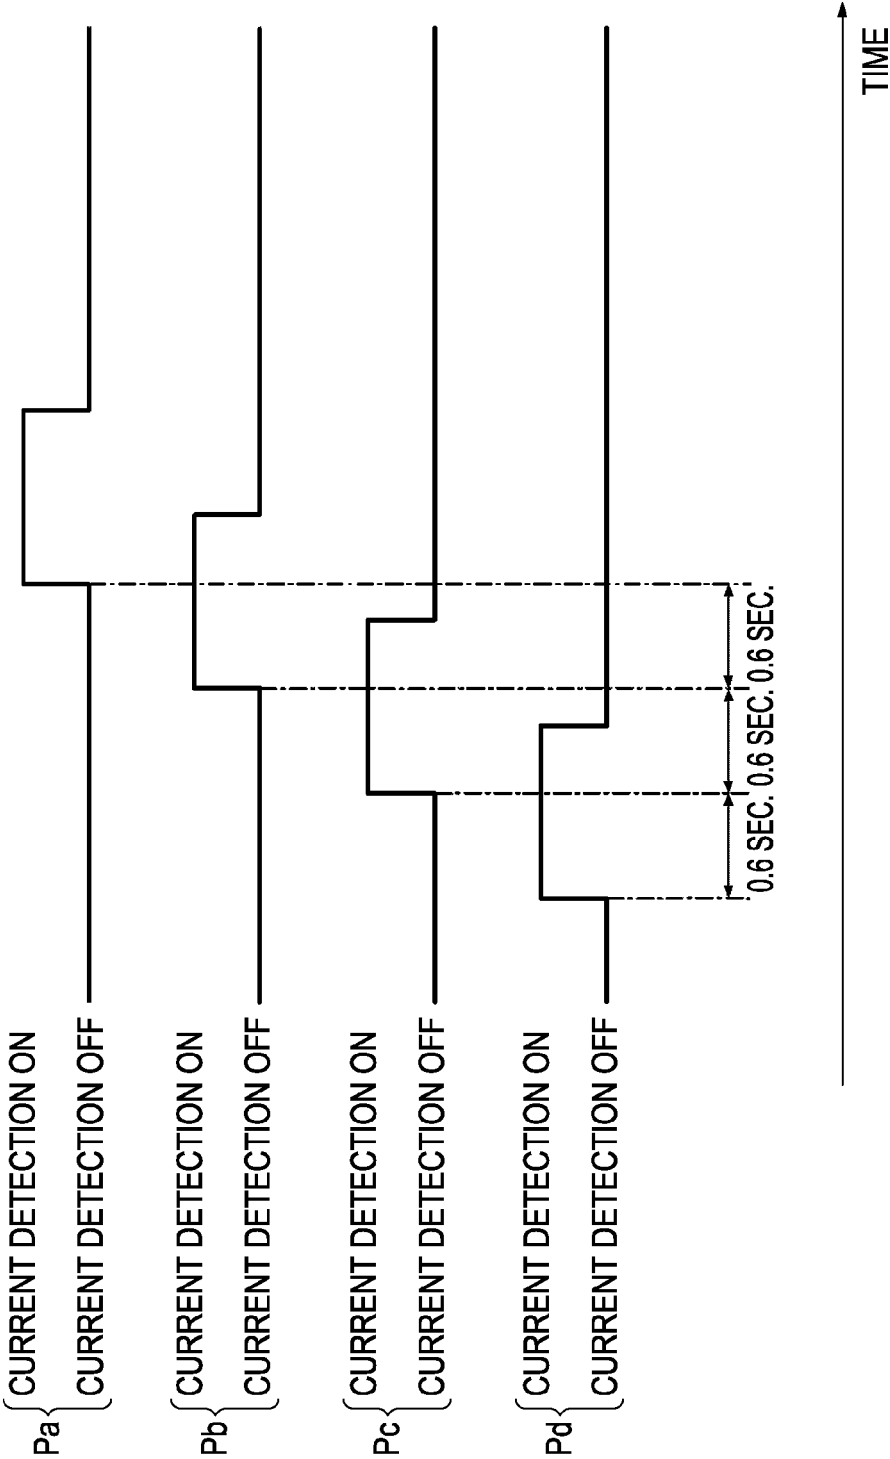 Pa
CURRENT DETECTION ON
CURRENT DETECTION OFF
Pb
CURRENT DETECTION ON
CURRENT DETECTION OFF
Pc
CURRENT DETECTION ON
CURRENT DETECTION OFF
Pd
CURRENT DETECTION ON
CURRENT DETECTION OFF
0.6 SEC. 0.6 SEC. 0.6 SEC.
TIME